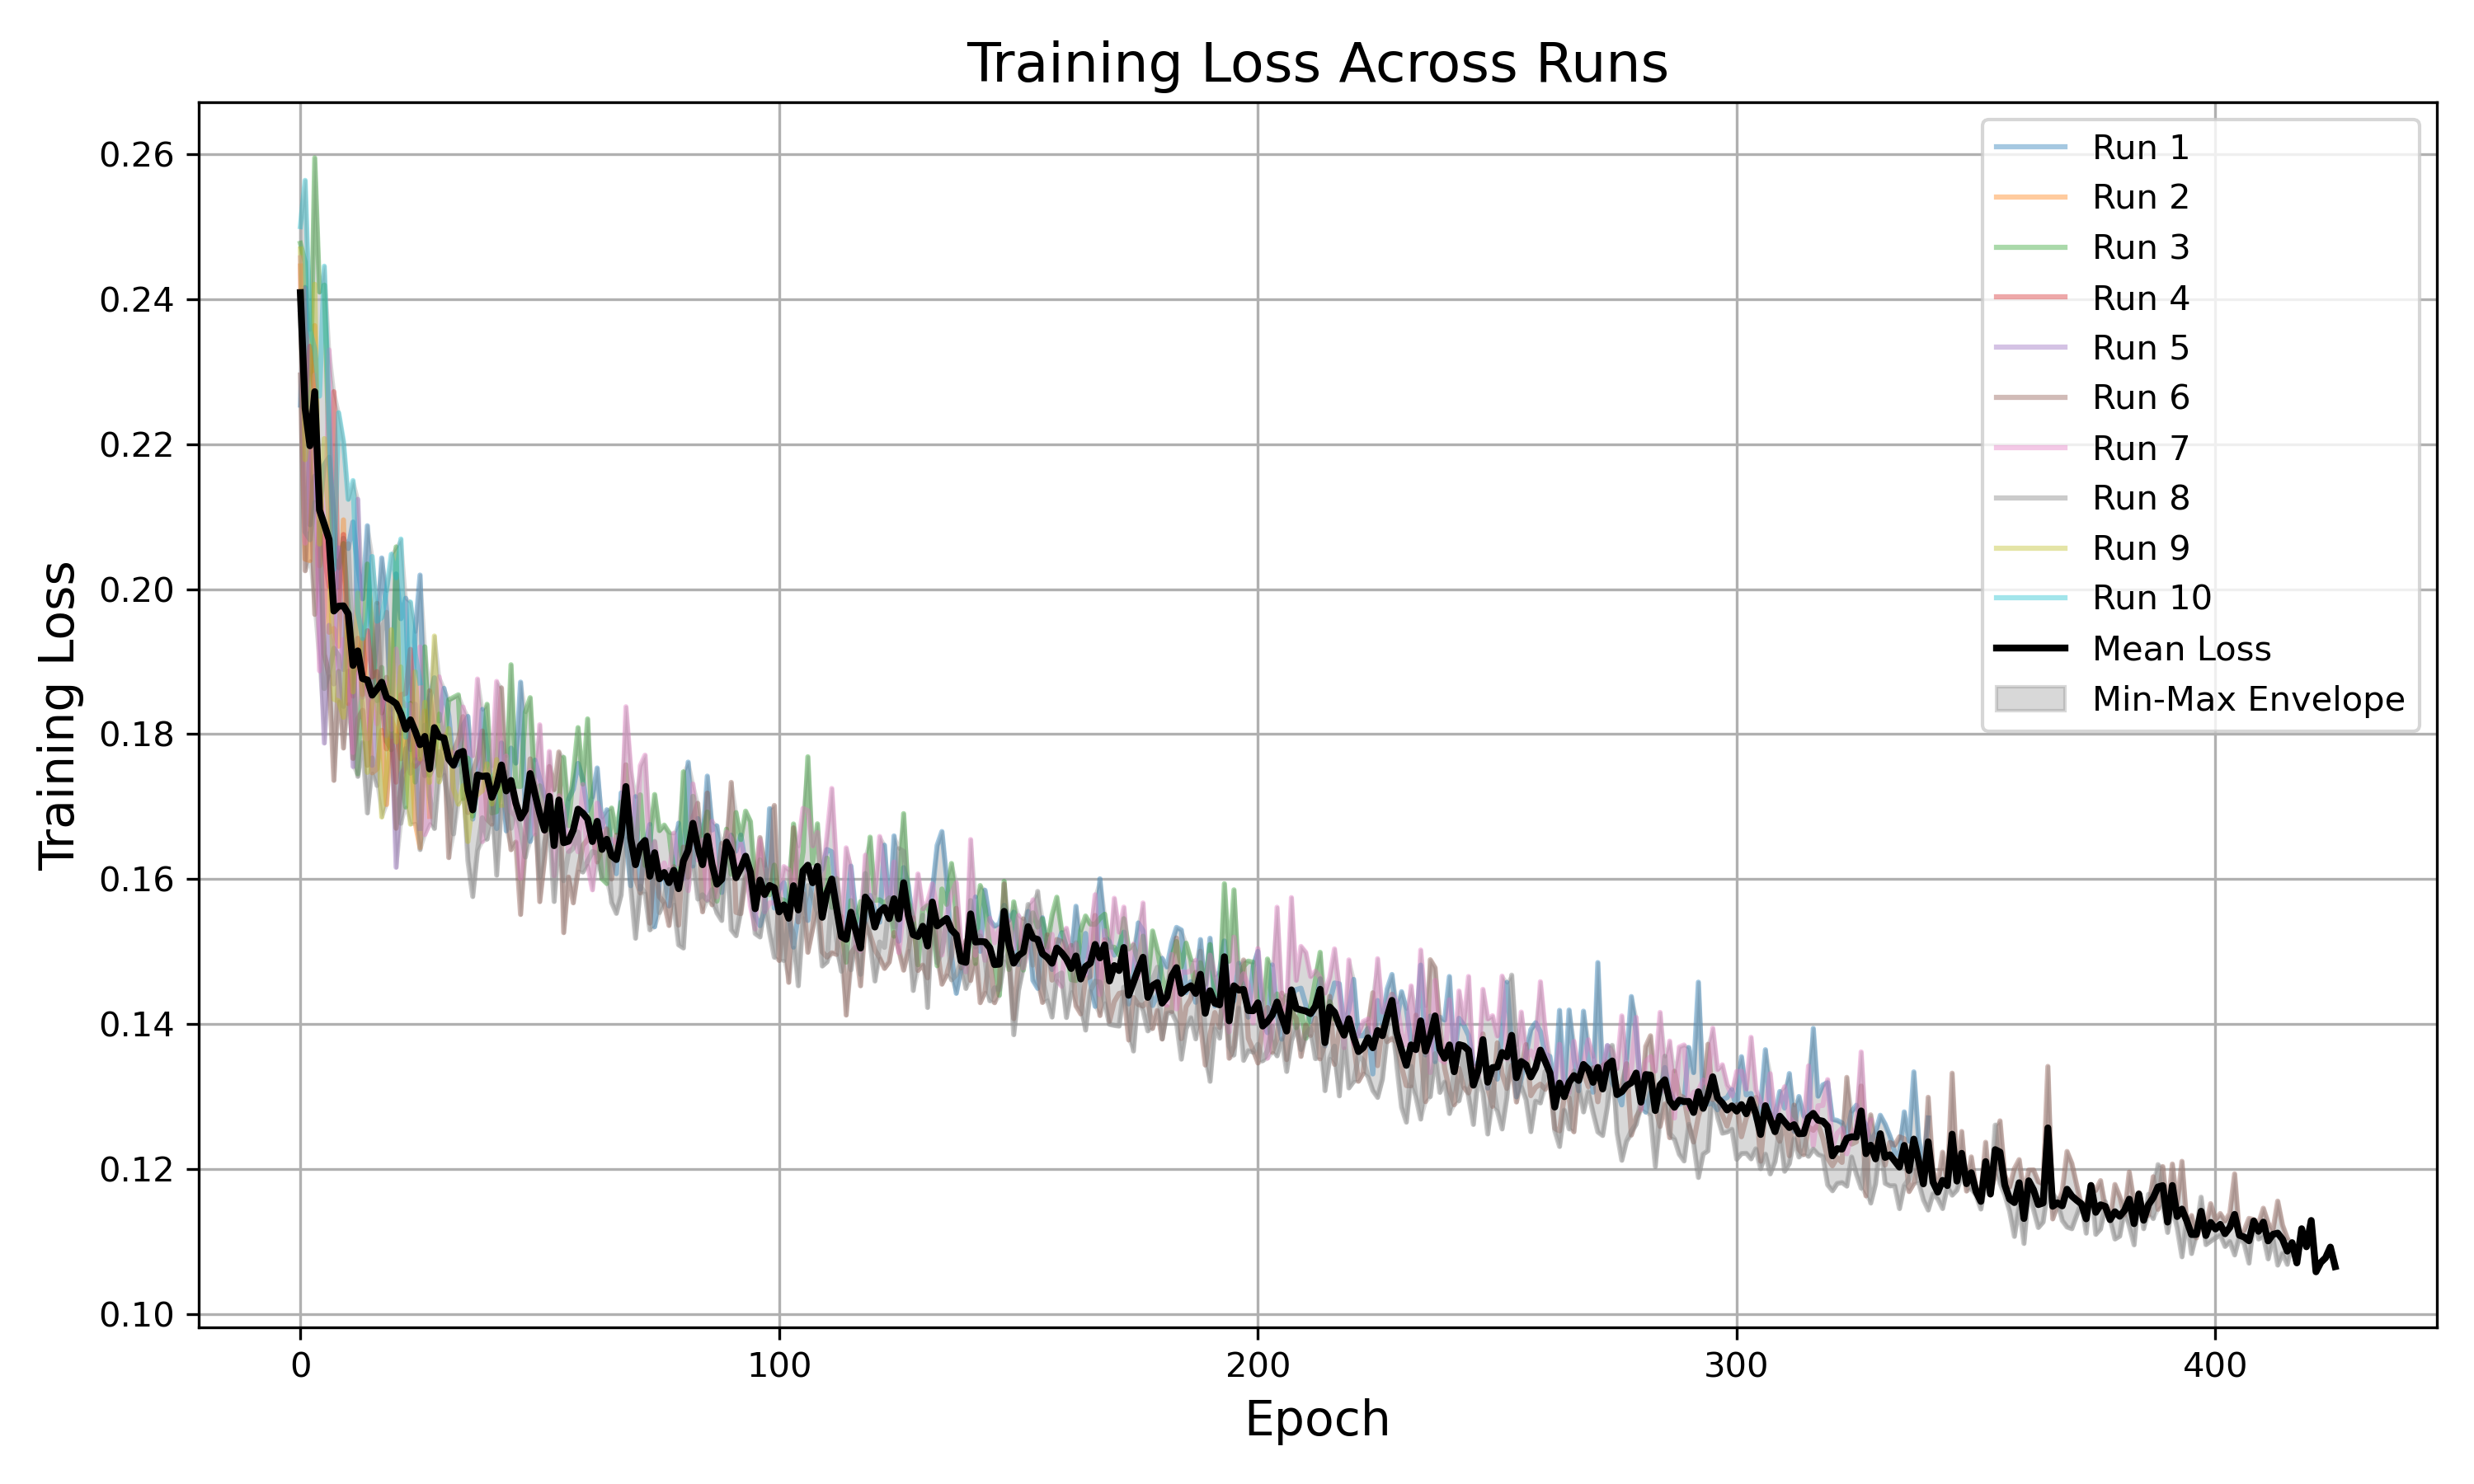 Training Loss Across Runs
0.26
0.24
0.22
0.20
0.18
0.16
0.14
0.12
0.10
Training Loss
0 100 200 300 400
Epoch
Run 1
Run 2
Run 3
Run 4
Run 5
Run 6
Run 7
Run 8
Run 9
Run 10
Mean Loss
Min-Max Envelope